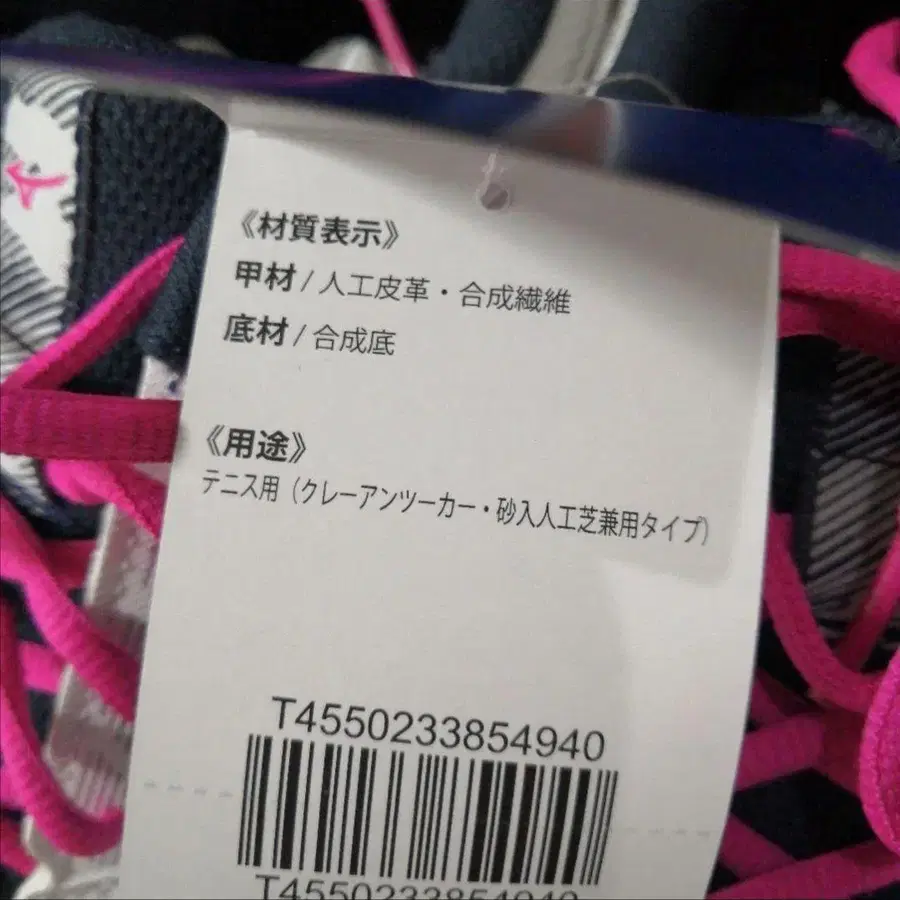 《材質表示》
甲材 / 人工皮革・合成繊維
底材 / 合成底
《用途》
テニス用（クレーアンツーカー・砂入人工芝兼用タイプ）
T4550233854940
T4550233854940